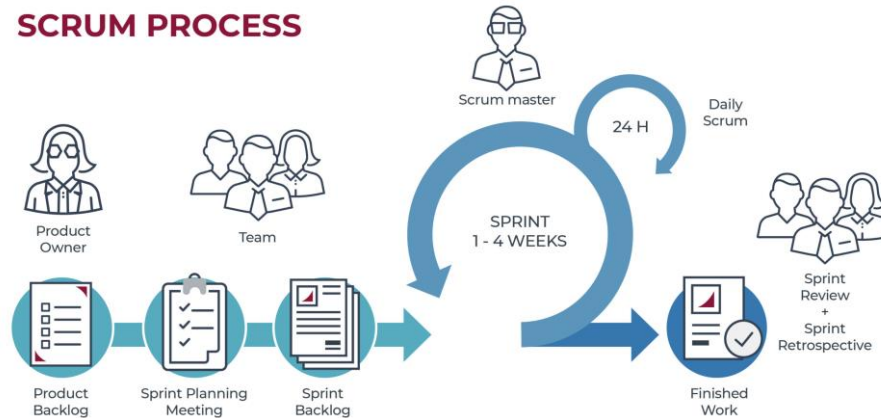 SCRUM PROCESS
Scrum master
24 H
Daily
Scrum
Product
Owner
Team
SPRINT
1 - 4 WEEKS
Sprint
Review
+
Sprint
Retrospective
Product
Backlog
Sprint Planning
Meeting
Sprint
Backlog
Finished
Work